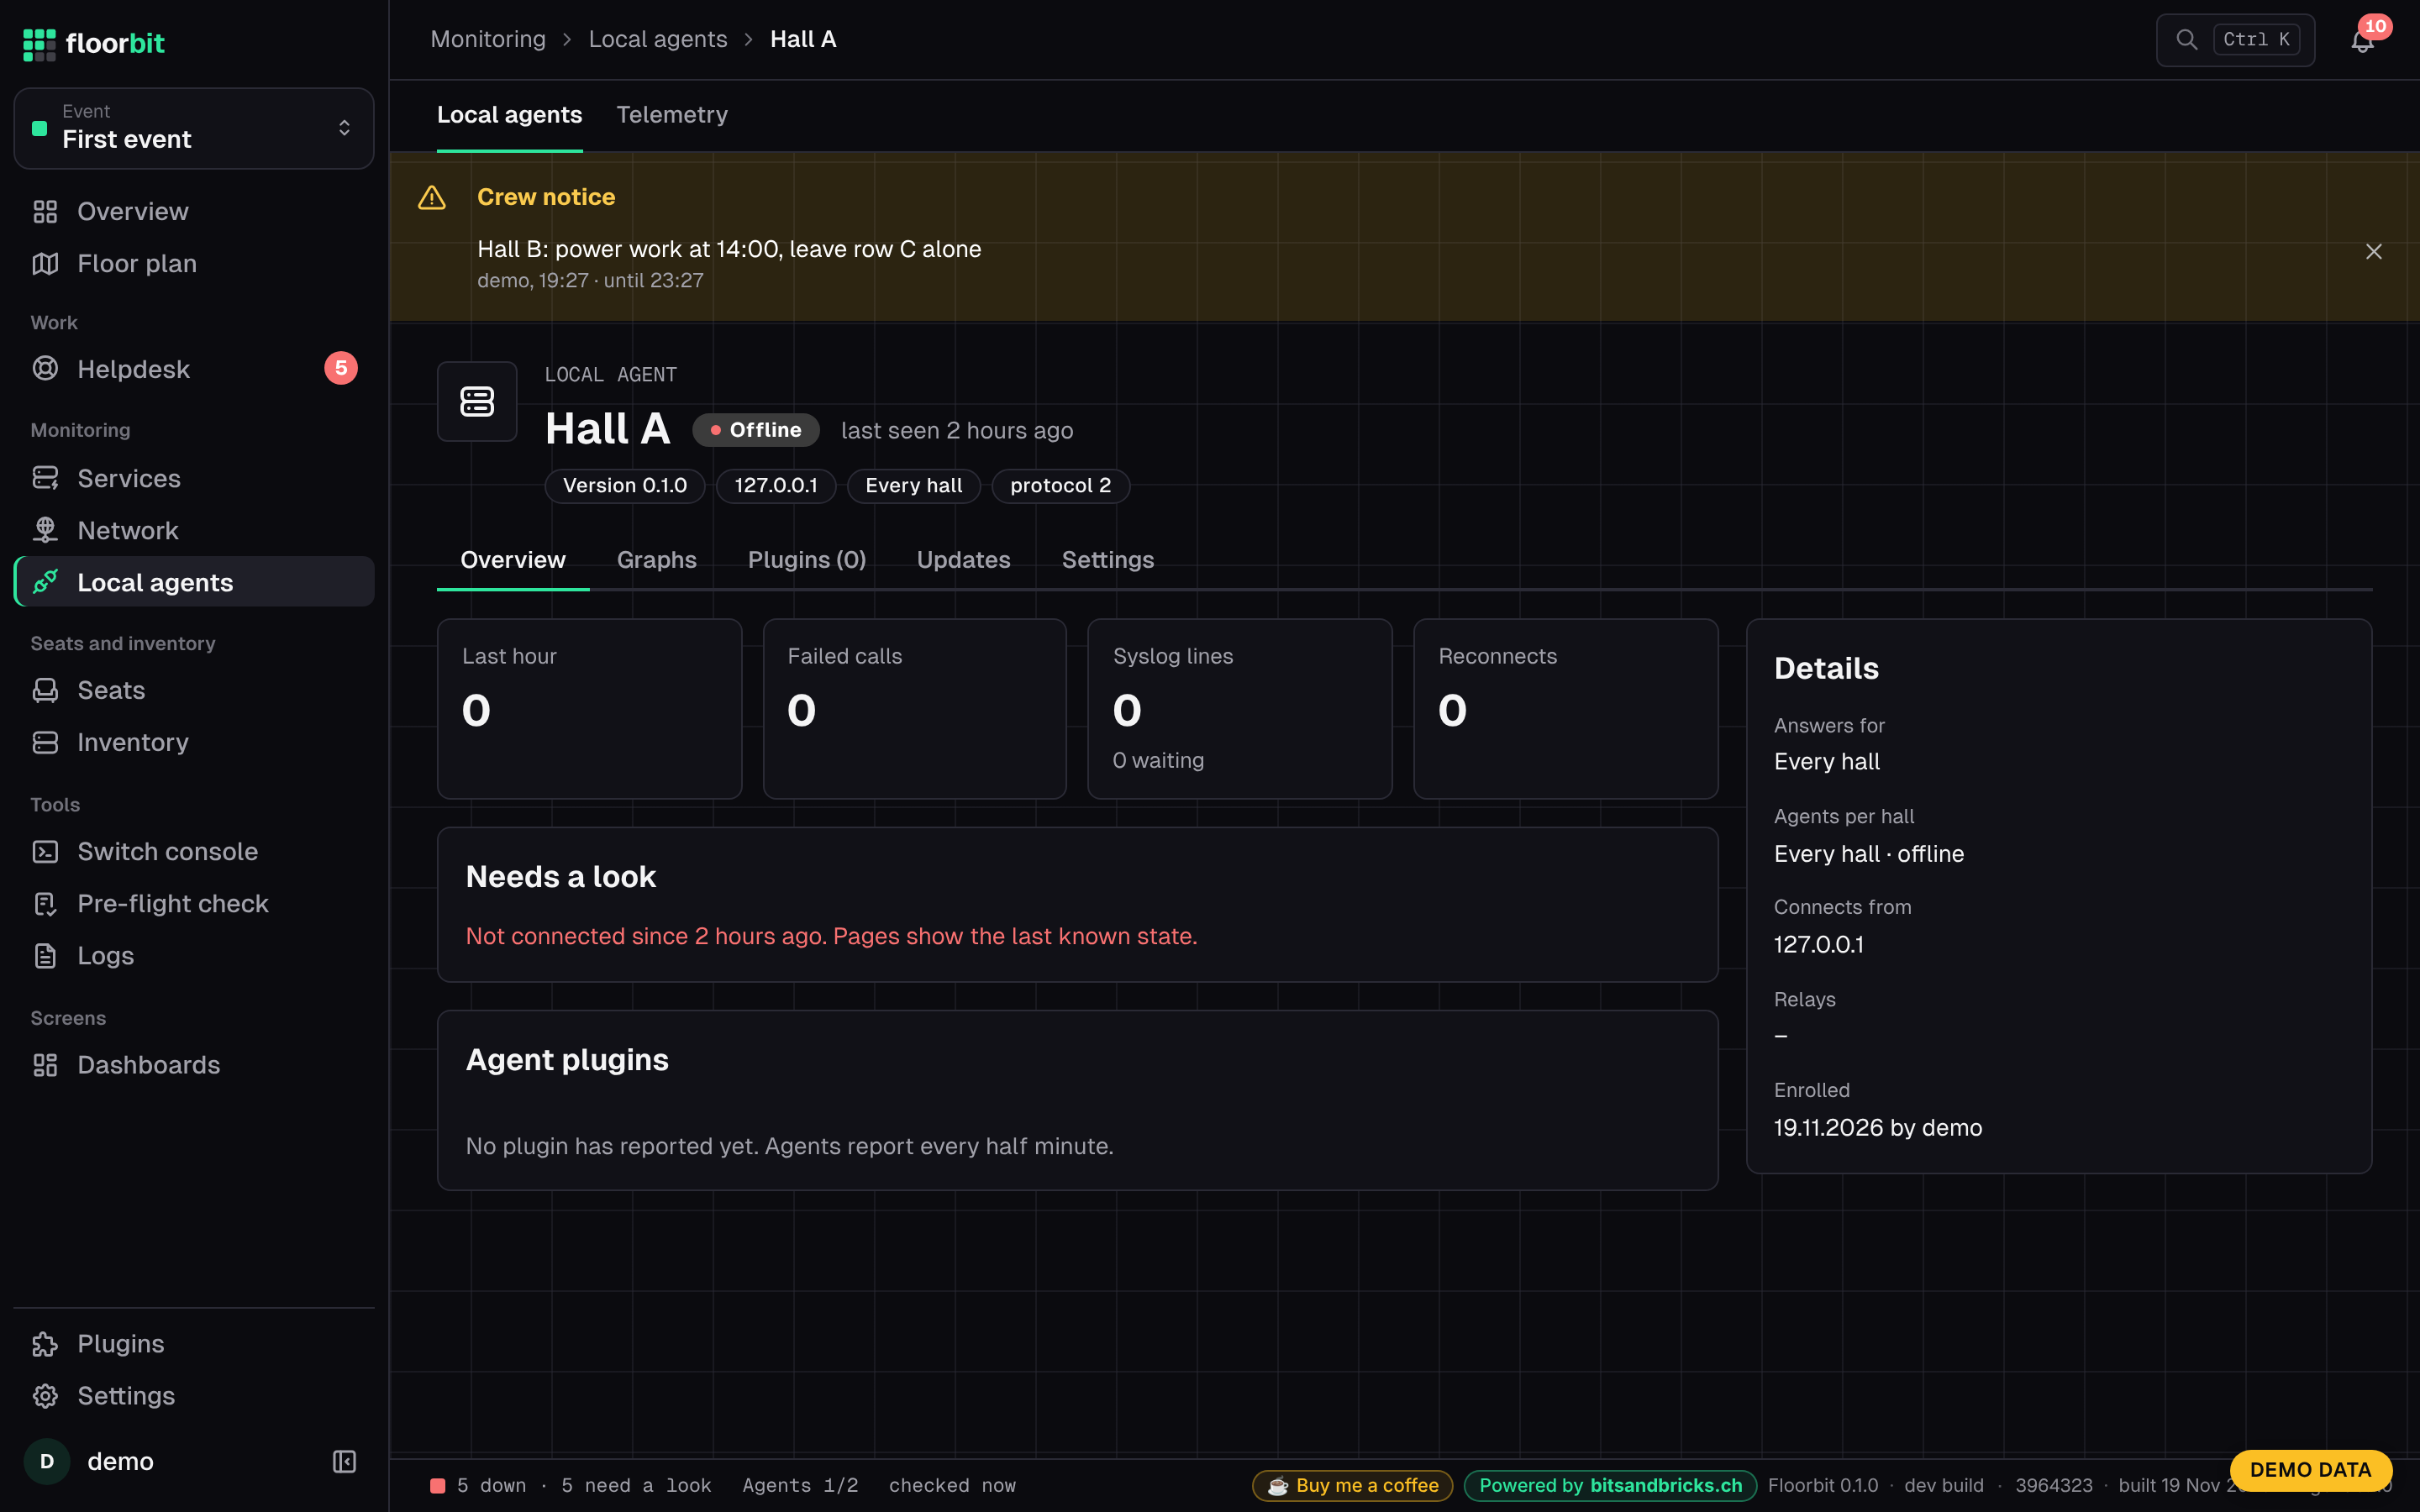 floorbit
Event
First event
Overview
Floor plan
Work
Helpdesk
5
Monitoring
Services
Network
Local agents
Seats and inventory
Seats
Inventory
Tools
Switch console
Pre-flight check
Logs
Screens
Dashboards
Plugins
Settings
D
demo
Monitoring > Local agents > Hall A
Ctrl K
10
Local agents
Telemetry
Crew notice
Hall B: power work at 14:00, leave row C alone
demo, 19:27 · until 23:27
LOCAL AGENT
Hall A
Offline
last seen 2 hours ago
Version 0.1.0
127.0.0.1
Every hall
protocol 2
Overview
Graphs
Plugins (0)
Updates
Settings
Last hour
0
Failed calls
0
Syslog lines
0
0 waiting
Reconnects
0
Needs a look
Not connected since 2 hours ago. Pages show the last known state.
Agent plugins
No plugin has reported yet. Agents report every half minute.
Details
Answers for
Every hall
Agents per hall
Every hall · offline
Connects from
127.0.0.1
Relays
–
Enrolled
19.11.2026 by demo
5 down · 5 need a look
Agents 1/2
checked now
Buy me a coffee
Powered by bitsandbricks.ch
Floorbit 0.1.0 · dev build · 3964323 · built 19 Nov
DEMO DATA